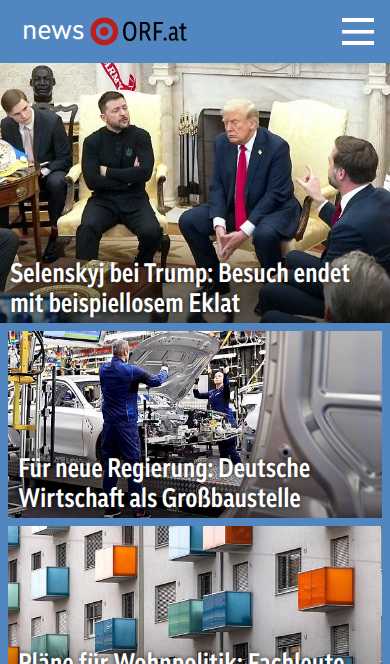 news ORF.at
Selenskyj bei Trump: Besuch endet
mit beispiellosem Eklat
Für neue Regierung: Deutsche
Wirtschaft als Großbaustelle
Pläne für Wohnpolitik: Fachleute